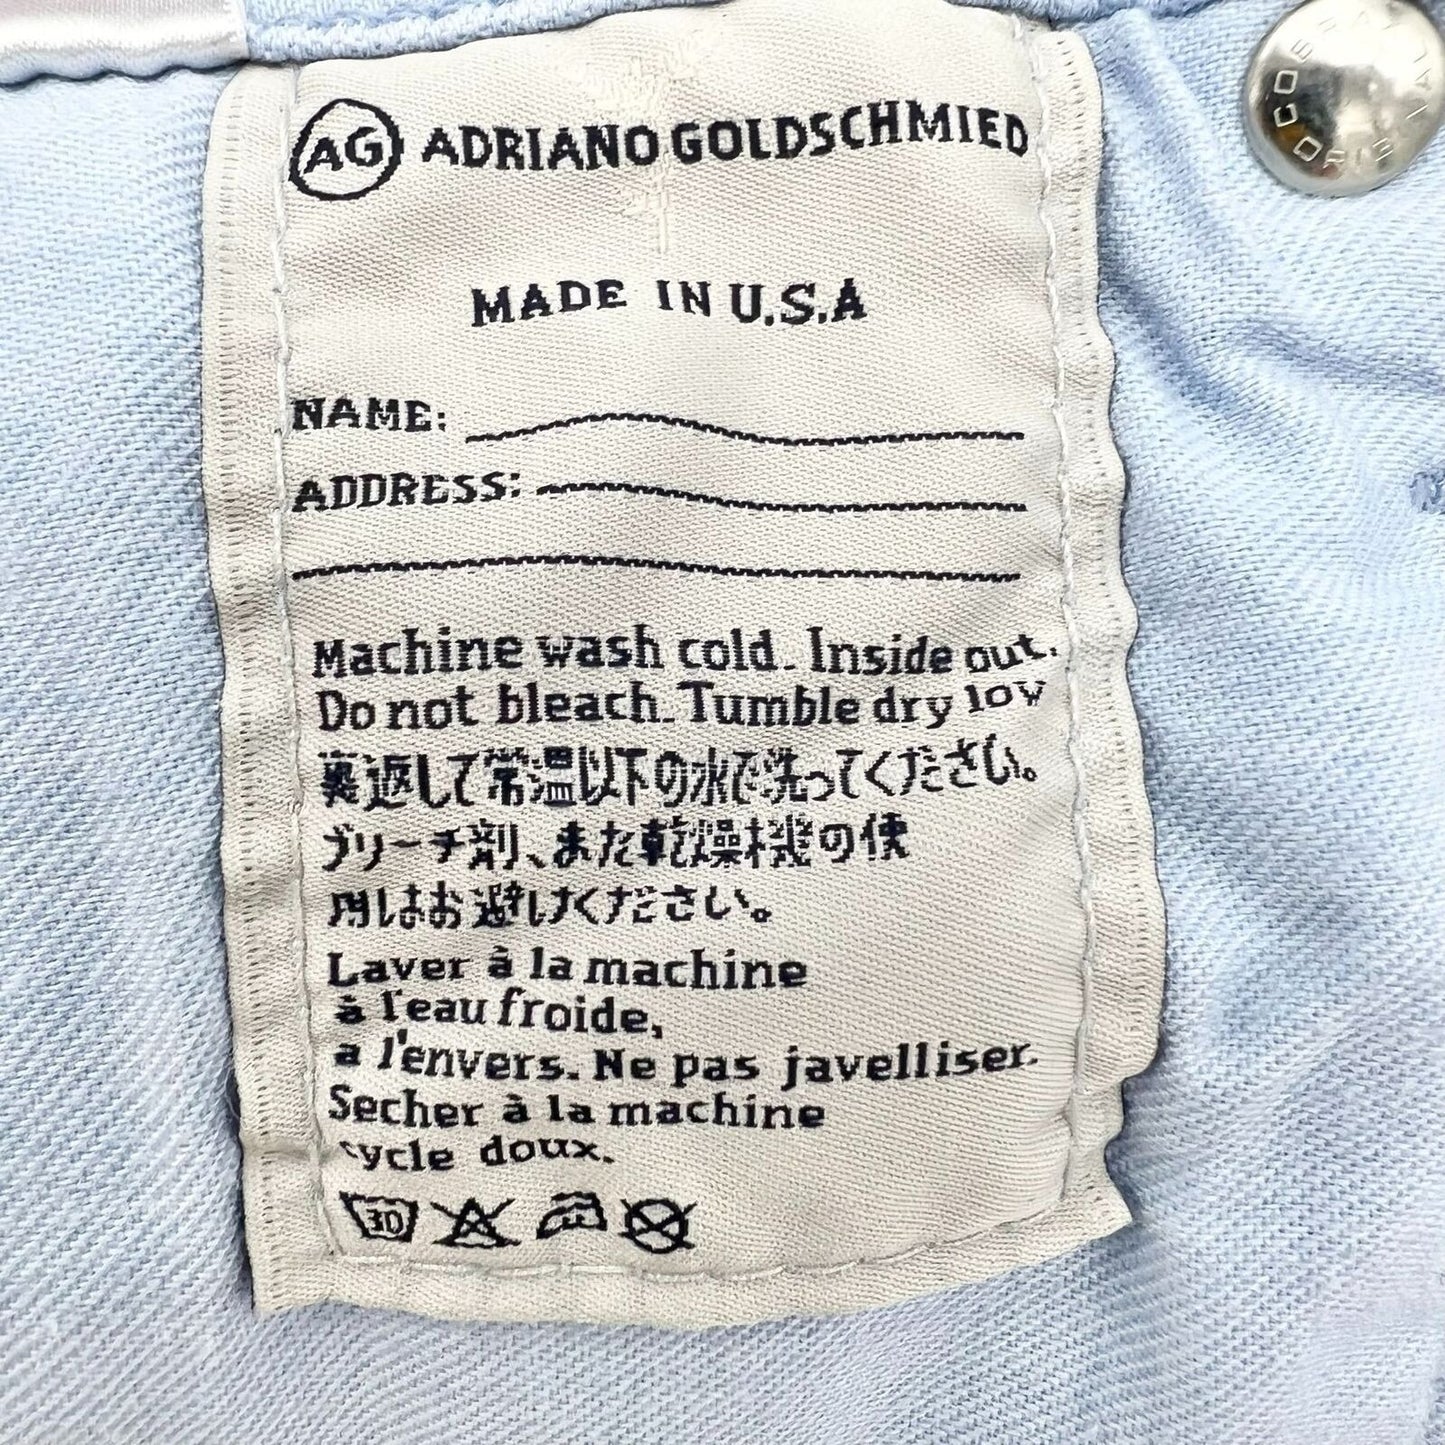 AG ADRIANO GOLDSCHMIED
MADE IN U.S.A
NAME:
ADDRESS:
Machine wash cold. Inside out.
Do not bleach. Tumble dry low
裏返して常温以下の水で洗ってください。
ブリーチ剤、また乾燥機の使
用はお避けください。
Laver à la machine
à l'eau froide,
a l'envers. Ne pas javelliser.
Secher à la machine
cycle doux.
30